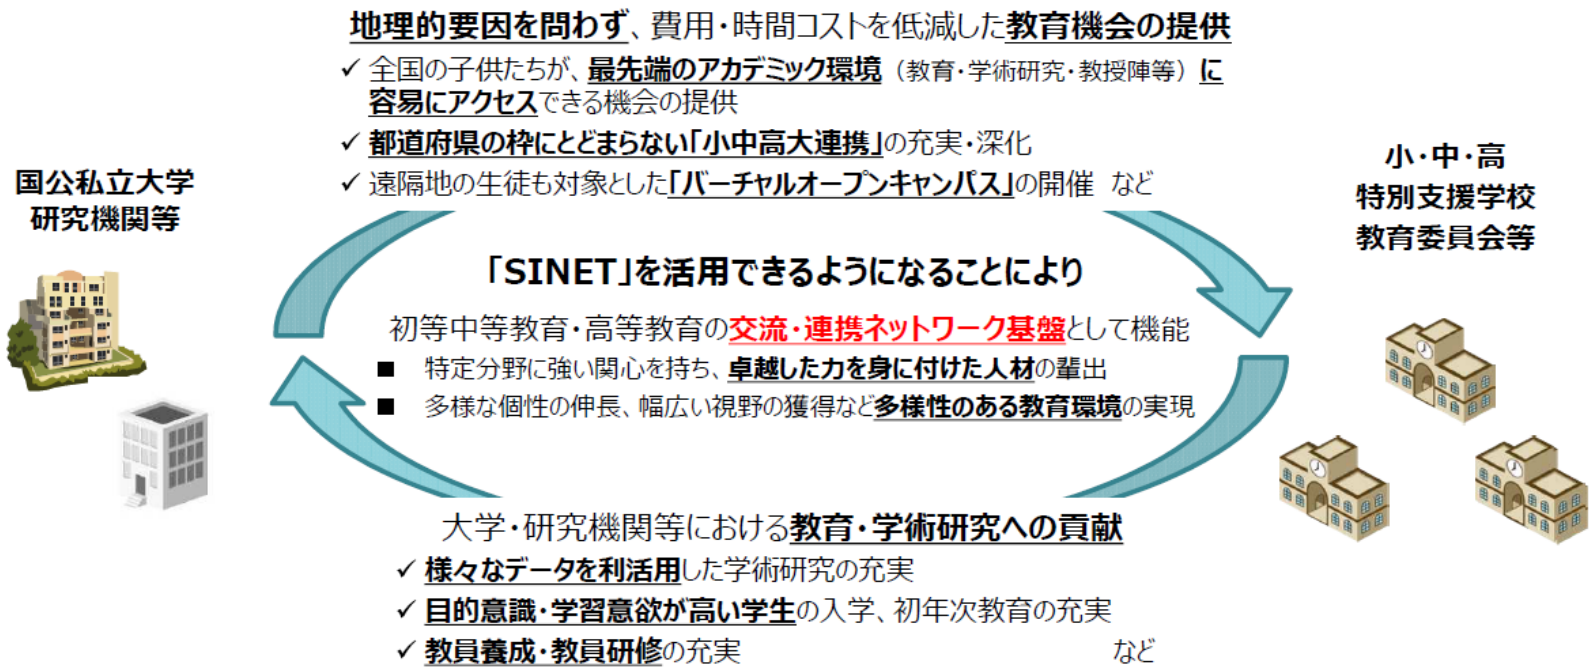 地理的要因を問わず、費用・時間コストを低減した教育機会の提供
✓ 全国の子供たちが、最先端のアカデミック環境（教育・学術研究・教授陣等）に
容易にアクセスできる機会の提供
✓ 都道府県の枠にとどまらない「小中高大連携」の充実・深化
✓ 遠隔地の生徒も対象とした「バーチャルオープンキャンパス」の開催 など
国公私立大学
研究機関等
小・中・高
特別支援学校
教育委員会等
「SINET」を活用できるようになることにより
初等中等教育・高等教育の交流・連携ネットワーク基盤として機能
■ 特定分野に強い関心を持ち、卓越した力を身に付けた人材の輩出
■ 多様な個性の伸長、幅広い視野の獲得など多様性のある教育環境の実現
大学・研究機関等における教育・学術研究への貢献
✓ 様々なデータを利活用した学術研究の充実
✓ 目的意識・学習意欲が高い学生の入学、初年次教育の充実
✓ 教員養成・教員研修の充実 など